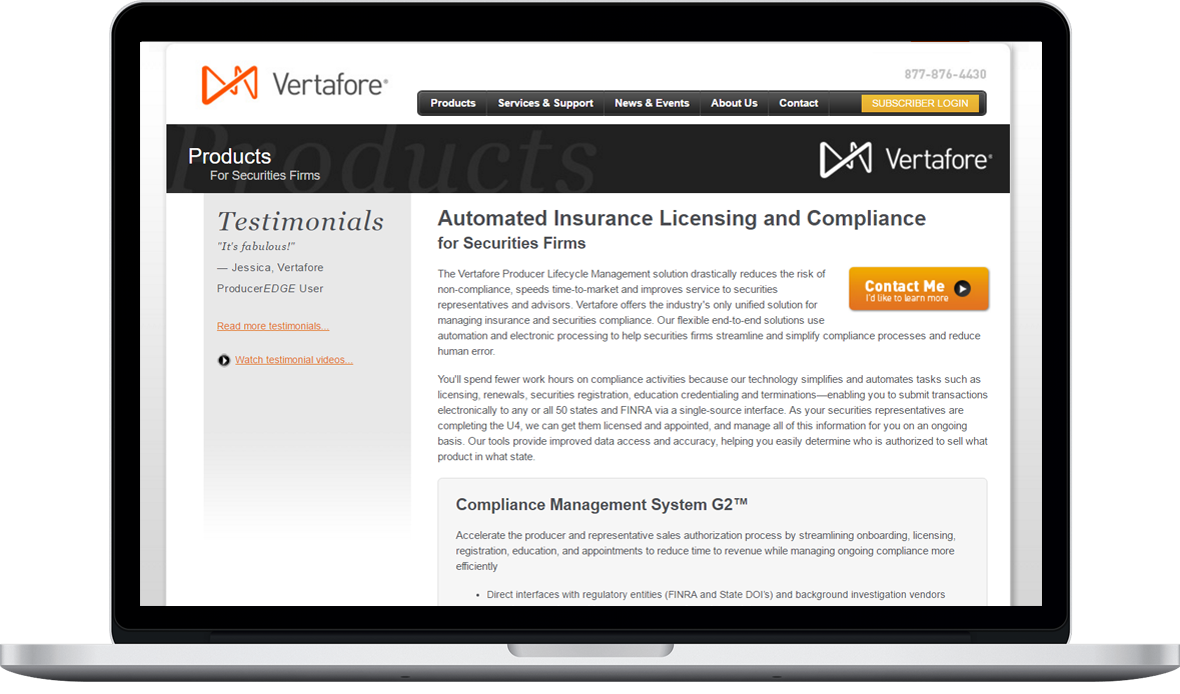 Vertafore®
877-876-4430
Products Services & Support News & Events About Us Contact SUBSCRIBER LOGIN
Products
Products
For Securities Firms
Vertafore®
Testimonials
"It's fabulous!"
— Jessica, Vertafore
ProducerEDGE User
Read more testimonials...
Watch testimonial videos...
Automated Insurance Licensing and Compliance
for Securities Firms
The Vertafore Producer Lifecycle Management solution drastically reduces the risk of
non-compliance, speeds time-to-market and improves service to securities
representatives and advisors. Vertafore offers the industry's only unified solution for
managing insurance and securities compliance. Our flexible end-to-end solutions use
automation and electronic processing to help securities firms streamline and simplify compliance processes and reduce
human error.
Contact Me
I'd like to learn more
You'll spend fewer work hours on compliance activities because our technology simplifies and automates tasks such as
licensing, renewals, securities registration, education credentialing and terminations—enabling you to submit transactions
electronically to any or all 50 states and FINRA via a single-source interface. As your securities representatives are
completing the U4, we can get them licensed and appointed, and manage all of this information for you on an ongoing
basis. Our tools provide improved data access and accuracy, helping you easily determine who is authorized to sell what
product in what state.
Compliance Management System G2™
Accelerate the producer and representative sales authorization process by streamlining onboarding, licensing,
registration, education, and appointments to reduce time to revenue while managing ongoing compliance more
efficiently
• Direct interfaces with regulatory entities (FINRA and State DOI's) and background investigation vendors